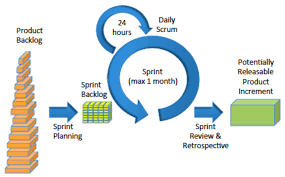 Product
Backlog
Sprint
Planning
Sprint
Backlog
24
hours
Daily
Scrum
Sprint
(max 1 month)
Sprint
Review &
Retrospective
Potentially
Releasable
Product
Increment